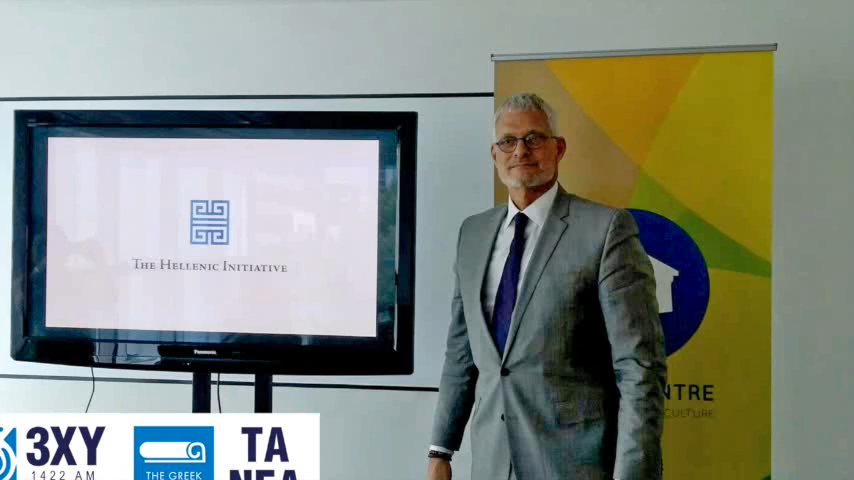 The Hellenic Initiative
Panasonic
NTRE
CULTURE
3XY
1422 AM
THE GREEK
TA
NEA